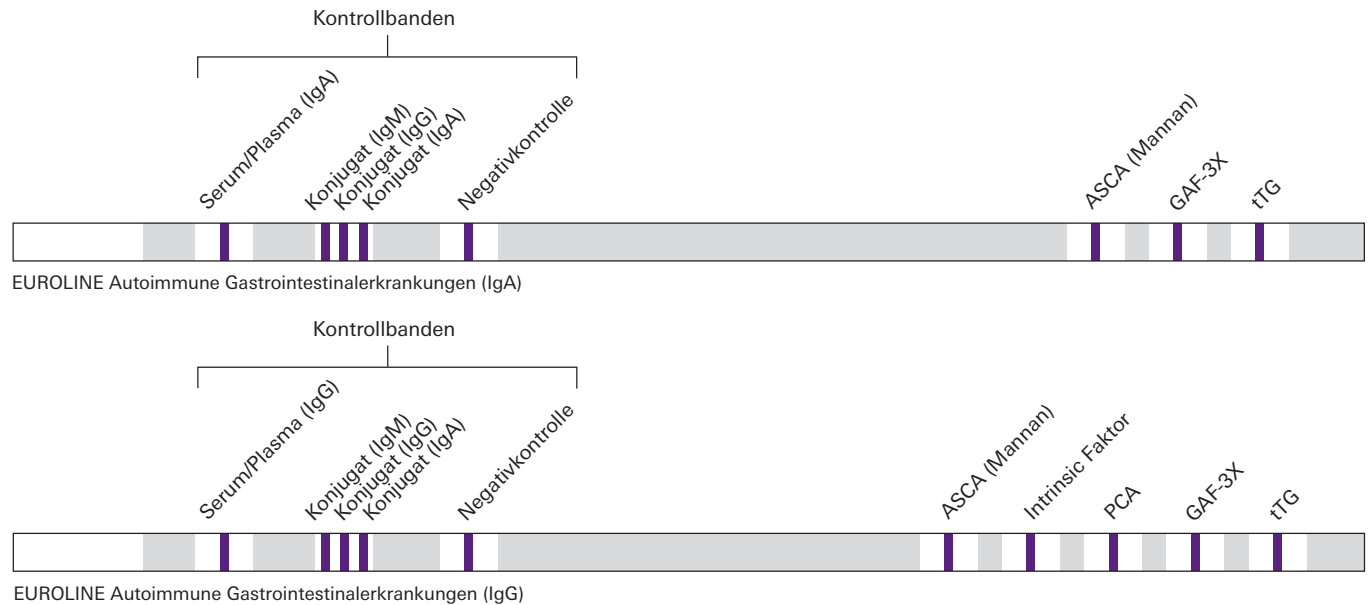 Kontrollbanden
Serum/Plasma (IgA)
Konjugat (IgM)
Konjugat (IgG)
Konjugat (IgA)
Negativkontrolle
ASCA (Mannan)
GAF-3X
tTG
EUROLINE Autoimmune Gastrointestinalerkrankungen (IgA)
Kontrollbanden
Serum/Plasma (IgG)
Konjugat (IgM)
Konjugat (IgG)
Konjugat (IgA)
Negativkontrolle
ASCA (Mannan)
Intrinsic Faktor
PCA
GAF-3X
tTG
EUROLINE Autoimmune Gastrointestinalerkrankungen (IgG)